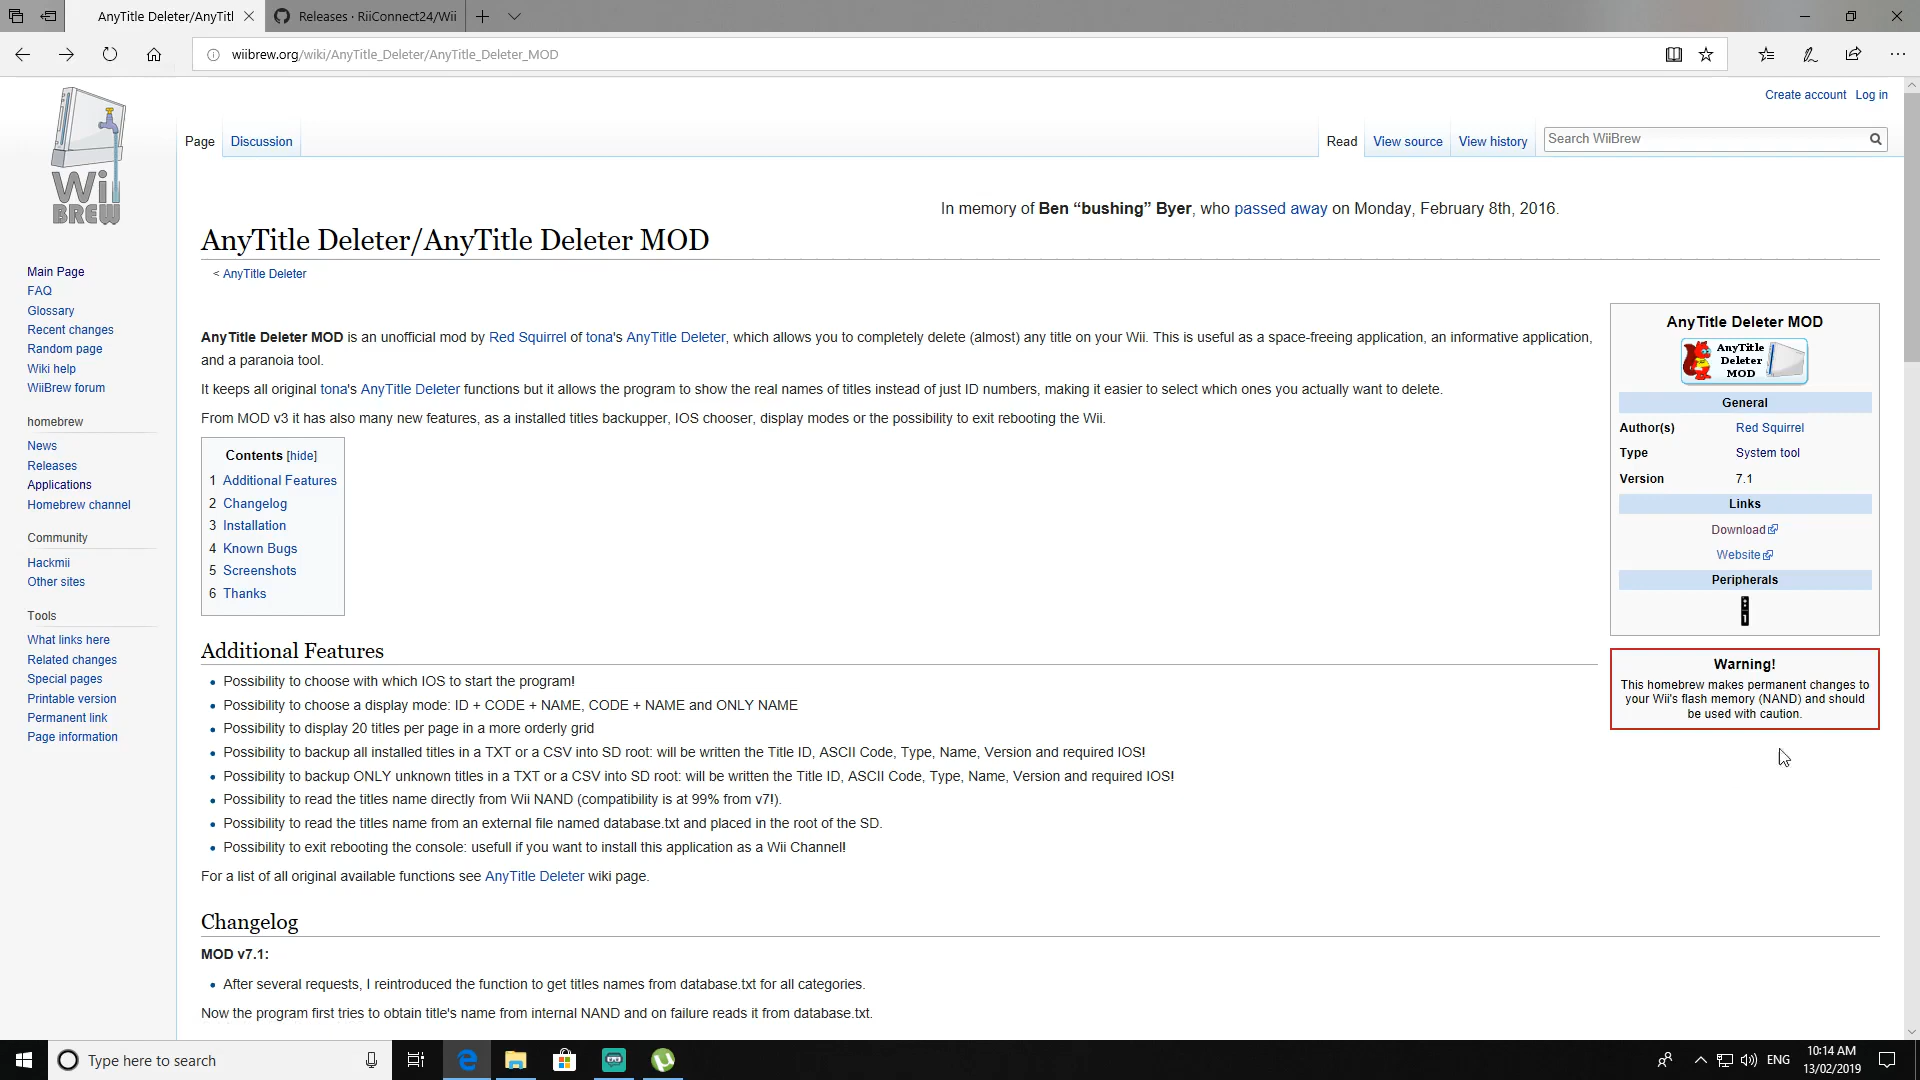 AnyTitle Deleter/AnyTitl
Releases · RiiConnect24/Wii
wiibrew.org/wiki/AnyTitle_Deleter/AnyTitle_Deleter_MOD
Create account Log in
Wii
BREW
Page Discussion Read View source View history Search WiiBrew
In memory of Ben “bushing” Byer, who passed away on Monday, February 8th, 2016.
AnyTitle Deleter/AnyTitle Deleter MOD
< AnyTitle Deleter
Main Page
FAQ
Glossary
Recent changes
Random page
Wiki help
WiiBrew forum
homebrew
News
Releases
Applications
Homebrew channel
Community
Hackmii
Other sites
Tools
What links here
Related changes
Special pages
Printable version
Permanent link
Page information
AnyTitle Deleter MOD is an unofficial mod by Red Squirrel of tona's AnyTitle Deleter, which allows you to completely delete (almost) any title on your Wii. This is useful as a space-freeing application, an informative application,
and a paranoia tool.
It keeps all original tona's AnyTitle Deleter functions but it allows the program to show the real names of titles instead of just ID numbers, making it easier to select which ones you actually want to delete.
From MOD v3 it has also many new features, as a installed titles backupper, IOS chooser, display modes or the possibility to exit rebooting the Wii.
Contents [hide]
1 Additional Features
2 Changelog
3 Installation
4 Known Bugs
5 Screenshots
6 Thanks
AnyTitle Deleter MOD
AnyTitle
Deleter
MOD
General
Author(s) Red Squirrel
Type System tool
Version 7.1
Links
Download
Website
Peripherals
1
Warning!
This homebrew makes permanent changes to
your Wii's flash memory (NAND) and should
be used with caution.
Additional Features
Possibility to choose with which IOS to start the program!
Possibility to choose a display mode: ID + CODE + NAME, CODE + NAME and ONLY NAME
Possibility to display 20 titles per page in a more orderly grid
Possibility to backup all installed titles in a TXT or a CSV into SD root: will be written the Title ID, ASCII Code, Type, Name, Version and required IOS!
Possibility to backup ONLY unknown titles in a TXT or a CSV into SD root: will be written the Title ID, ASCII Code, Type, Name, Version and required IOS!
Possibility to read the titles name directly from Wii NAND (compatibility is at 99% from v7!).
Possibility to read the titles name from an external file named database.txt and placed in the root of the SD.
Possibility to exit rebooting the console: usefull if you want to install this application as a Wii Channel!
For a list of all original available functions see AnyTitle Deleter wiki page.
Changelog
MOD v7.1:
After several requests, I reintroduced the function to get titles names from database.txt for all categories.
Now the program first tries to obtain title's name from internal NAND and on failure reads it from database.txt.
Type here to search
ENG
10:14 AM
13/02/2019